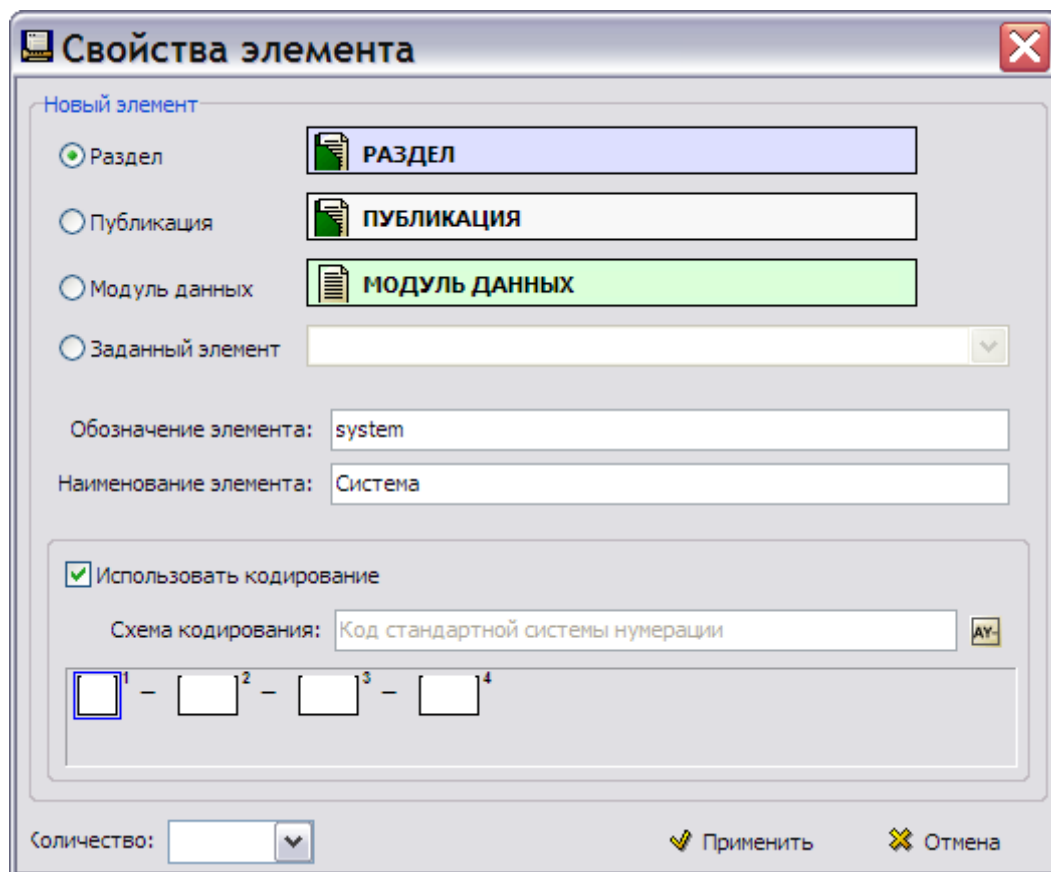 Свойства элемента
Новый элемент
Раздел РАЗДЕЛ
Публикация ПУБЛИКАЦИЯ
Модуль данных МОДУЛЬ ДАННЫХ
Заданный элемент
Обозначение элемента: system
Наименование элемента: Система
Использовать кодирование
Схема кодирования: Код стандартной системы нумерации AY-
1 – 2 – 3 – 4
Количество: Применить Отмена